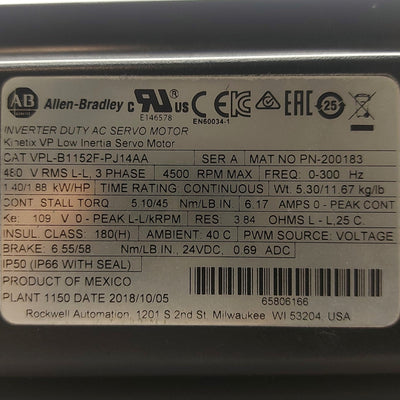 AB Allen-Bradley c UL US CE KC EAC 25
E146578 EN60034-1
INVERTER DUTY AC SERVO MOTOR
Kinetix VP Low Inertia Servo Motor
CAT VPL-B1152F-PJ14AA SER A MAT NO PN-200183
480 V RMS L-L, 3 PHASE 4500 RPM MAX FREQ: 0-300 Hz
1.40/1.88 kW/HP TIME RATING CONTINUOUS Wt. 5.30/11.67 kg/lb
CONT STALL TORQ 5.10/45 Nm/LB IN. 6.17 AMPS 0 - PEAK CONT
Ke: 109 V 0 - PEAK L-L/kRPM RES. 3.84 OHMS L - L, 25 C.
INSUL CLASS: 180(H) AMBIENT: 40 C PWM SOURCE: VOLTAGE
BRAKE: 6.55/58 Nm/LB IN., 24VDC, 0.69 ADC
IP50 (IP66 WITH SEAL)
PRODUCT OF MEXICO
PLANT 1150 DATE 2018/10/05 65806166
Rockwell Automation, 1201 S 2nd St. Milwaukee WI 53204, USA